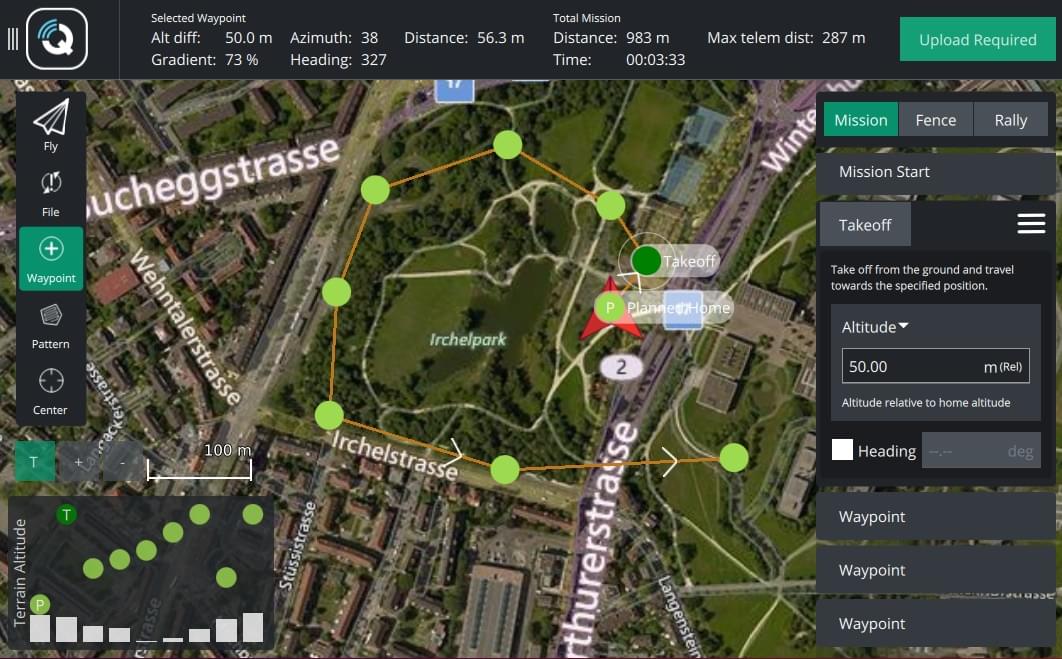 Selected Waypoint
Alt diff: 50.0 m Azimuth: 38 Distance: 56.3 m
Gradient: 73 % Heading: 327
Total Mission
Distance: 983 m Max telem dist: 287 m
Time: 00:03:33
Upload Required
Fly
File
Waypoint
Pattern
Center
T + -
100 m
17
Bucheggstrasse
Wehntalerstrasse
Irchelpark
Irchelstrasse
Stüssistrasse
Takeoff
P Planned Home
2
Mission Fence Rally
Mission Start
Takeoff
Take off from the ground and travel
towards the specified position.
Altitude
50.00 m (Rel)
Altitude relative to home altitude
Heading --.-- deg
Waypoint
Waypoint
Waypoint
Terrain Altitude
T
P